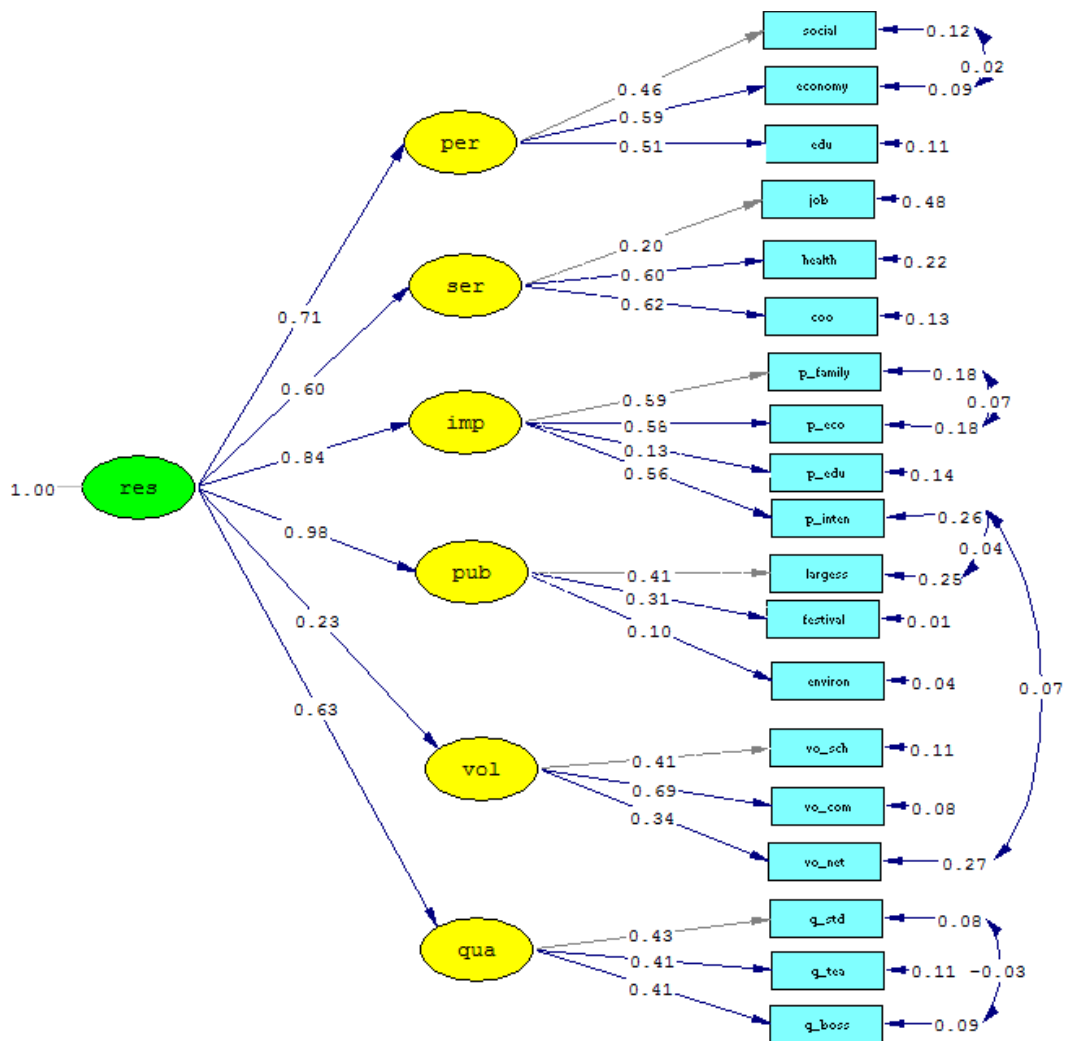 social
0.12
0.02
0.46
economy
0.09
0.59
per
0.51
edu
0.11
job
0.48
0.20
health
0.22
ser
0.60
0.62
coo
0.13
0.71
p_family
0.18
0.59
0.07
0.60
imp
0.58
p_eco
0.18
0.13
0.84
0.56
p_edu
0.14
1.00
res
p_inten
0.26
0.98
0.04
pub
0.41
largess
0.25
0.31
festival
0.01
0.23
0.10
environ
0.04
0.07
0.63
vo_sch
0.11
vol
0.41
0.69
vo_com
0.08
0.34
vo_net
0.27
g_std
0.08
0.43
qua
0.41
g_tea
0.11
-0.03
0.41
g_boss
0.09